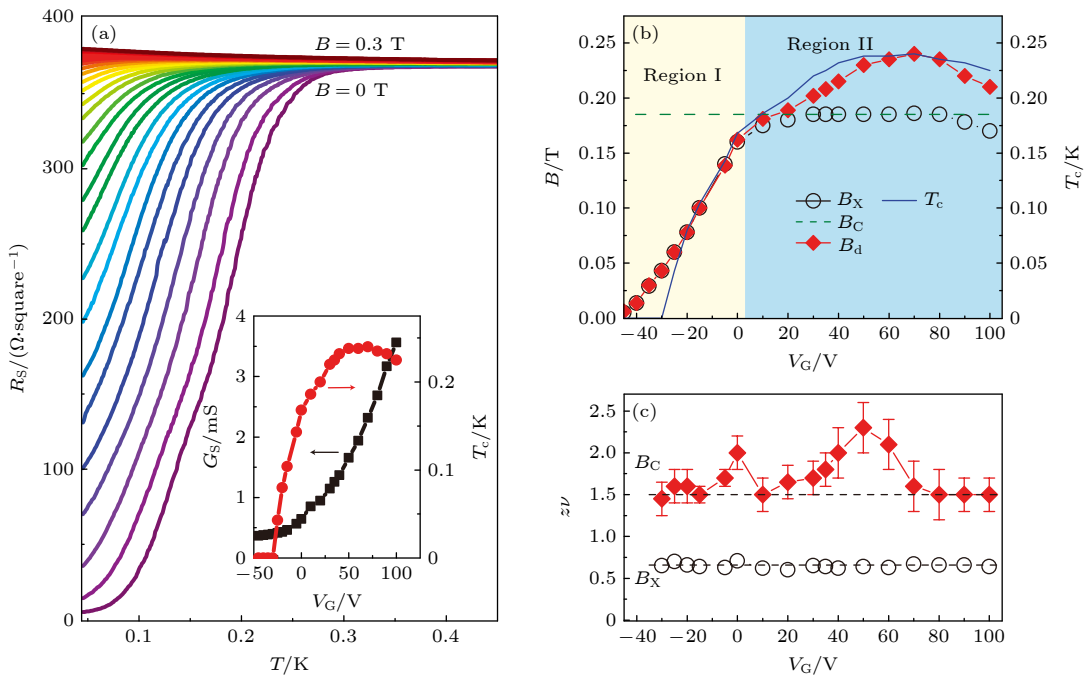 (a)
B = 0.3 T
B = 0 T
400
300
200
100
0
R_S/(Ω·square⁻¹)
0.1
0.2
0.3
0.4
T/K
4
3
2
1
0
G_S/mS
0.2
0.1
0
T_c/K
-50
0
50
100
V_G/V
(b)
Region I
Region II
0.25
0.20
0.15
0.10
0.05
0.00
B/T
0.25
0.20
0.15
0.10
0.05
0
T_c/K
B_X
T_c
B_C
B_d
-40
-20
0
20
40
60
80
100
V_G/V
(c)
2.5
2.0
1.5
1.0
0.5
0.0
zν
B_C
B_X
-40
-20
0
20
40
60
80
100
V_G/V